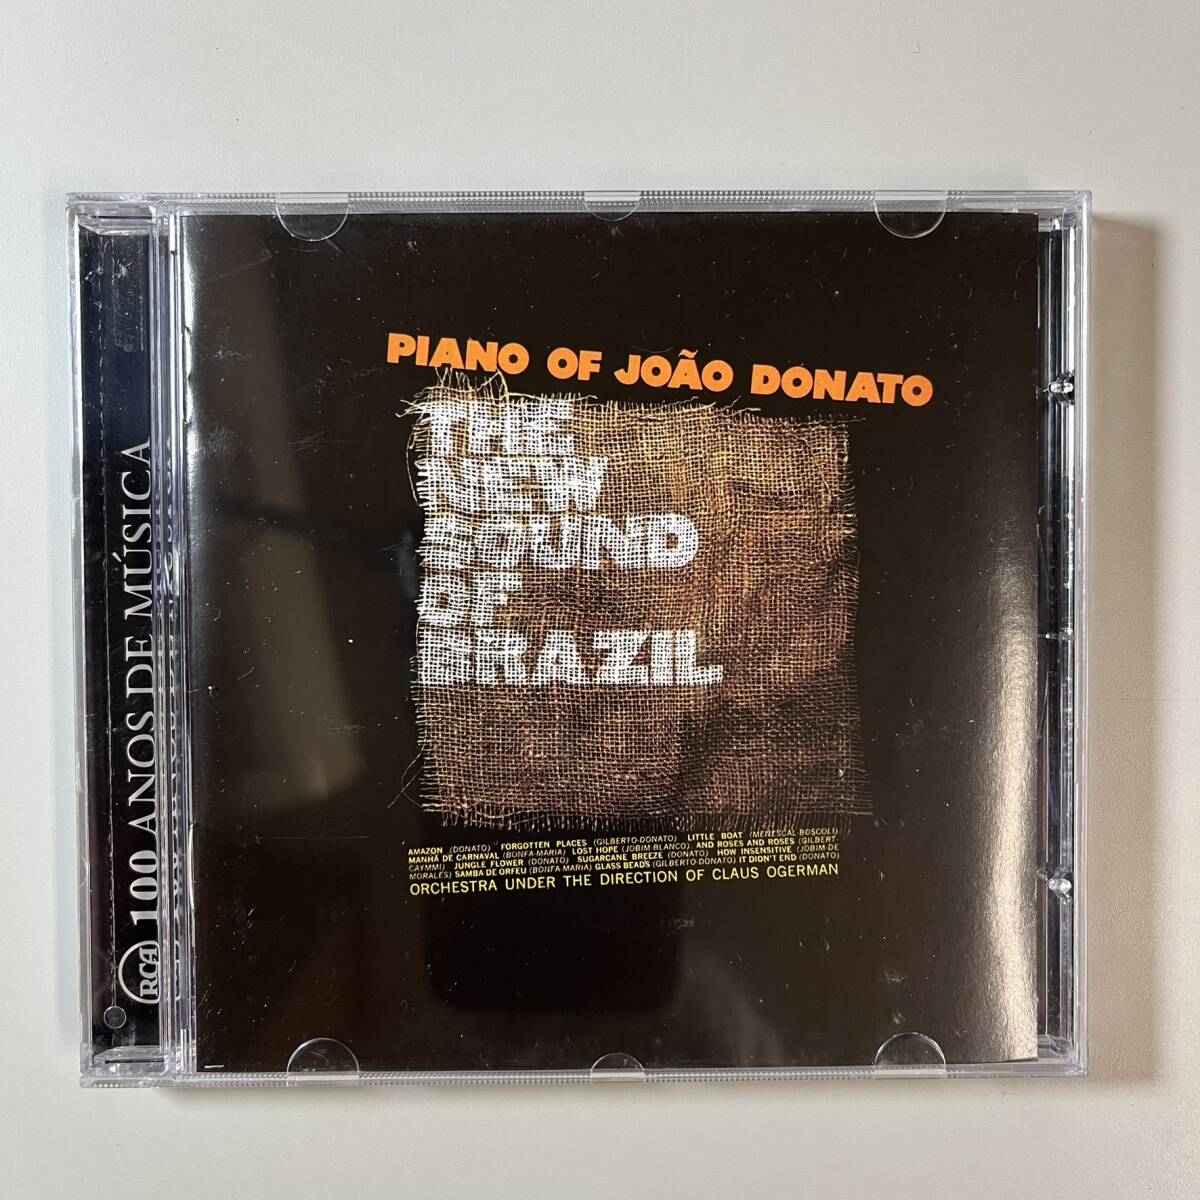 PIANO OF JOÃO DONATO
THE
NEW
SOUND
OF
BRAZIL
AMAZON (DONATO) FORGOTTEN PLACES (GILBERTO-DONATO) LITTLE BOAT (MENESCAL-BOSCOLI)
MANHÃ DE CARNAVAL (BONFA-MARIA) LOST HOPE (JOBIM-BLANCO) AND ROSES AND ROSES (GILBERT-
CAYMMI) JUNGLE FLOWER (DONATO) SUGARCANE BREEZE (DONATO) HOW INSENSITIVE (JOBIM-DE
MORALES) SAMBA DE ORFEU (BONFA-MARIA) GLASS BEADS (GILBERTO-DONATO) IT DIDN'T END (DONATO)
ORCHESTRA UNDER THE DIRECTION OF CLAUS OGERMAN
RCA 100 ANOS DE MÚSICA